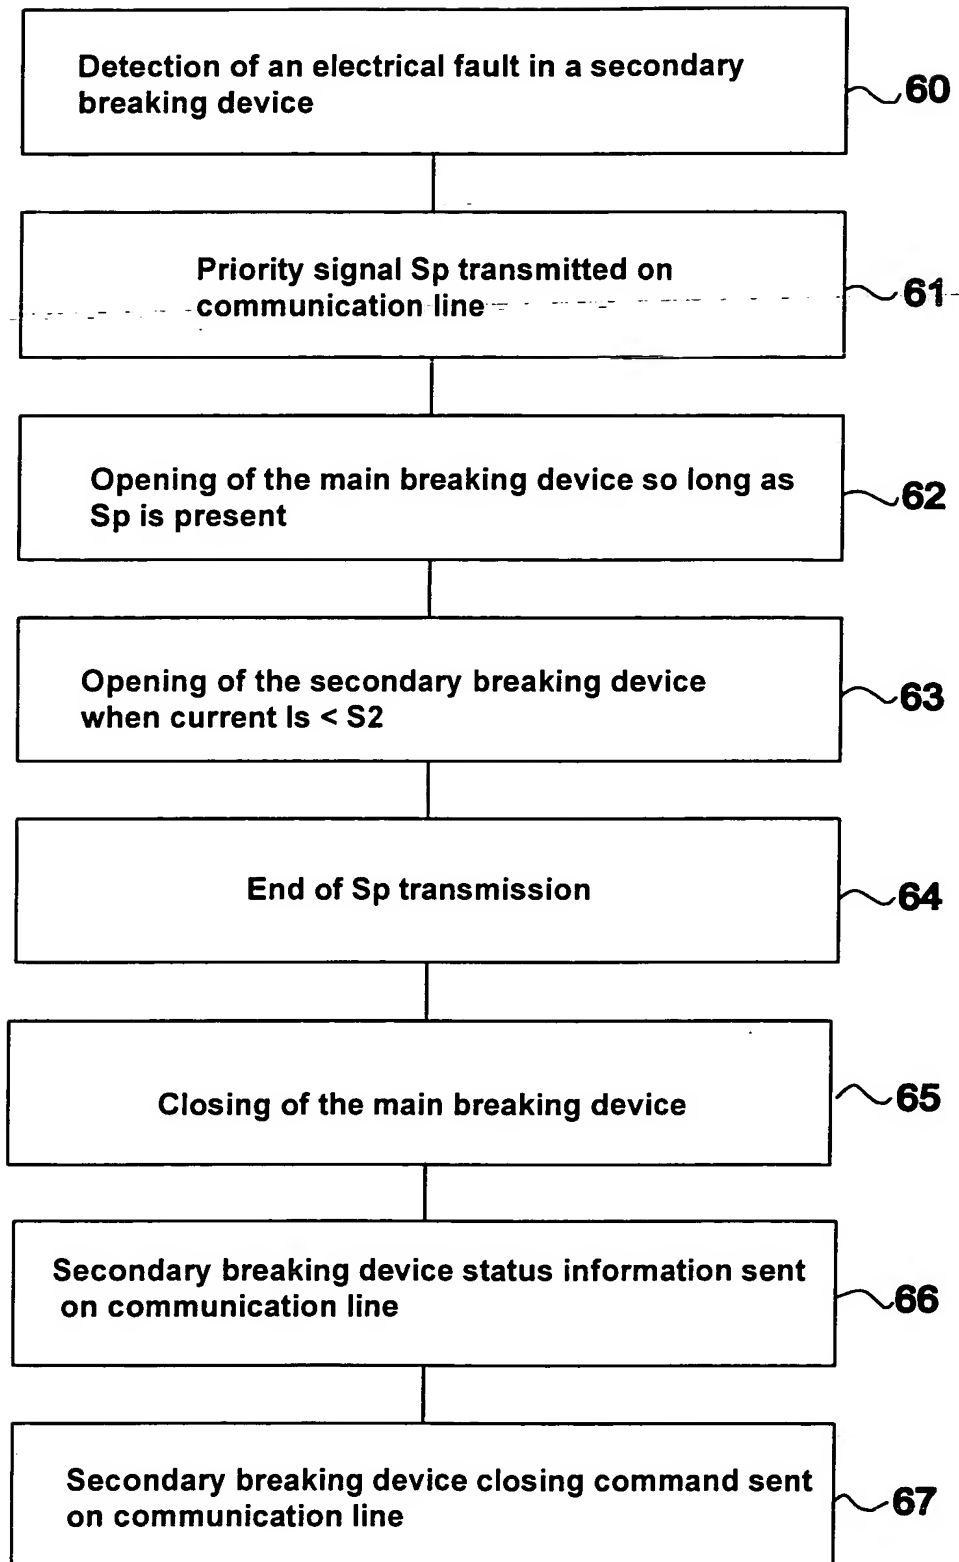 Detection of an electrical fault in a secondary
breaking device
60
Priority signal Sp transmitted on
communication line
61
Opening of the main breaking device so long as
Sp is present
62
Opening of the secondary breaking device
when current Is < S2
63
End of Sp transmission
64
Closing of the main breaking device
65
Secondary breaking device status information sent
on communication line
66
Secondary breaking device closing command sent
on communication line
67